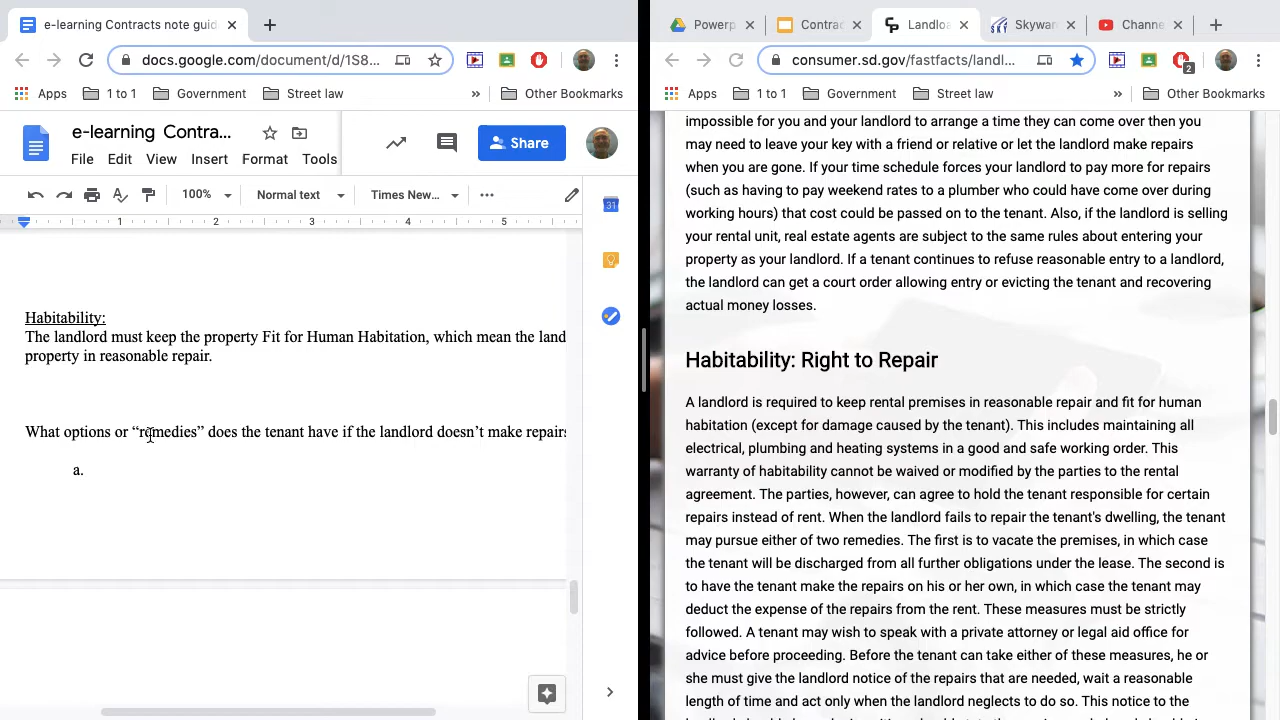 e-learning Contracts note guid
docs.google.com/document/d/1S8...
Apps
1 to 1
Government
Street law
»
Other Bookmarks
e-learning Contra...
File Edit View Insert Format Tools
Share
100%
Normal text
Times New...
1 2 3 4 5
31
Habitability:
The landlord must keep the property Fit for Human Habitation, which mean the land
property in reasonable repair.
What options or “remedies” does the tenant have if the landlord doesn’t make repairs
a.
Powerp
Contrac
Landlo
Skywar
Channe
consumer.sd.gov/fastfacts/landl...
2
Apps
1 to 1
Government
Street law
»
Other Bookmarks
impossible for you and your landlord to arrange a time they can come over then you
may need to leave your key with a friend or relative or let the landlord make repairs
when you are gone. If your time schedule forces your landlord to pay more for repairs
(such as having to pay weekend rates to a plumber who could have come over during
working hours) that cost could be passed on to the tenant. Also, if the landlord is selling
your rental unit, real estate agents are subject to the same rules about entering your
property as your landlord. If a tenant continues to refuse reasonable entry to a landlord,
the landlord can get a court order allowing entry or evicting the tenant and recovering
actual money losses.
Habitability: Right to Repair
A landlord is required to keep rental premises in reasonable repair and fit for human
habitation (except for damage caused by the tenant). This includes maintaining all
electrical, plumbing and heating systems in a good and safe working order. This
warranty of habitability cannot be waived or modified by the parties to the rental
agreement. The parties, however, can agree to hold the tenant responsible for certain
repairs instead of rent. When the landlord fails to repair the tenant's dwelling, the tenant
may pursue either of two remedies. The first is to vacate the premises, in which case
the tenant will be discharged from all further obligations under the lease. The second is
to have the tenant make the repairs on his or her own, in which case the tenant may
deduct the expense of the repairs from the rent. These measures must be strictly
followed. A tenant may wish to speak with a private attorney or legal aid office for
advice before proceeding. Before the tenant can take either of these measures, he or
she must give the landlord notice of the repairs that are needed, wait a reasonable
length of time and act only when the landlord neglects to do so. This notice to the